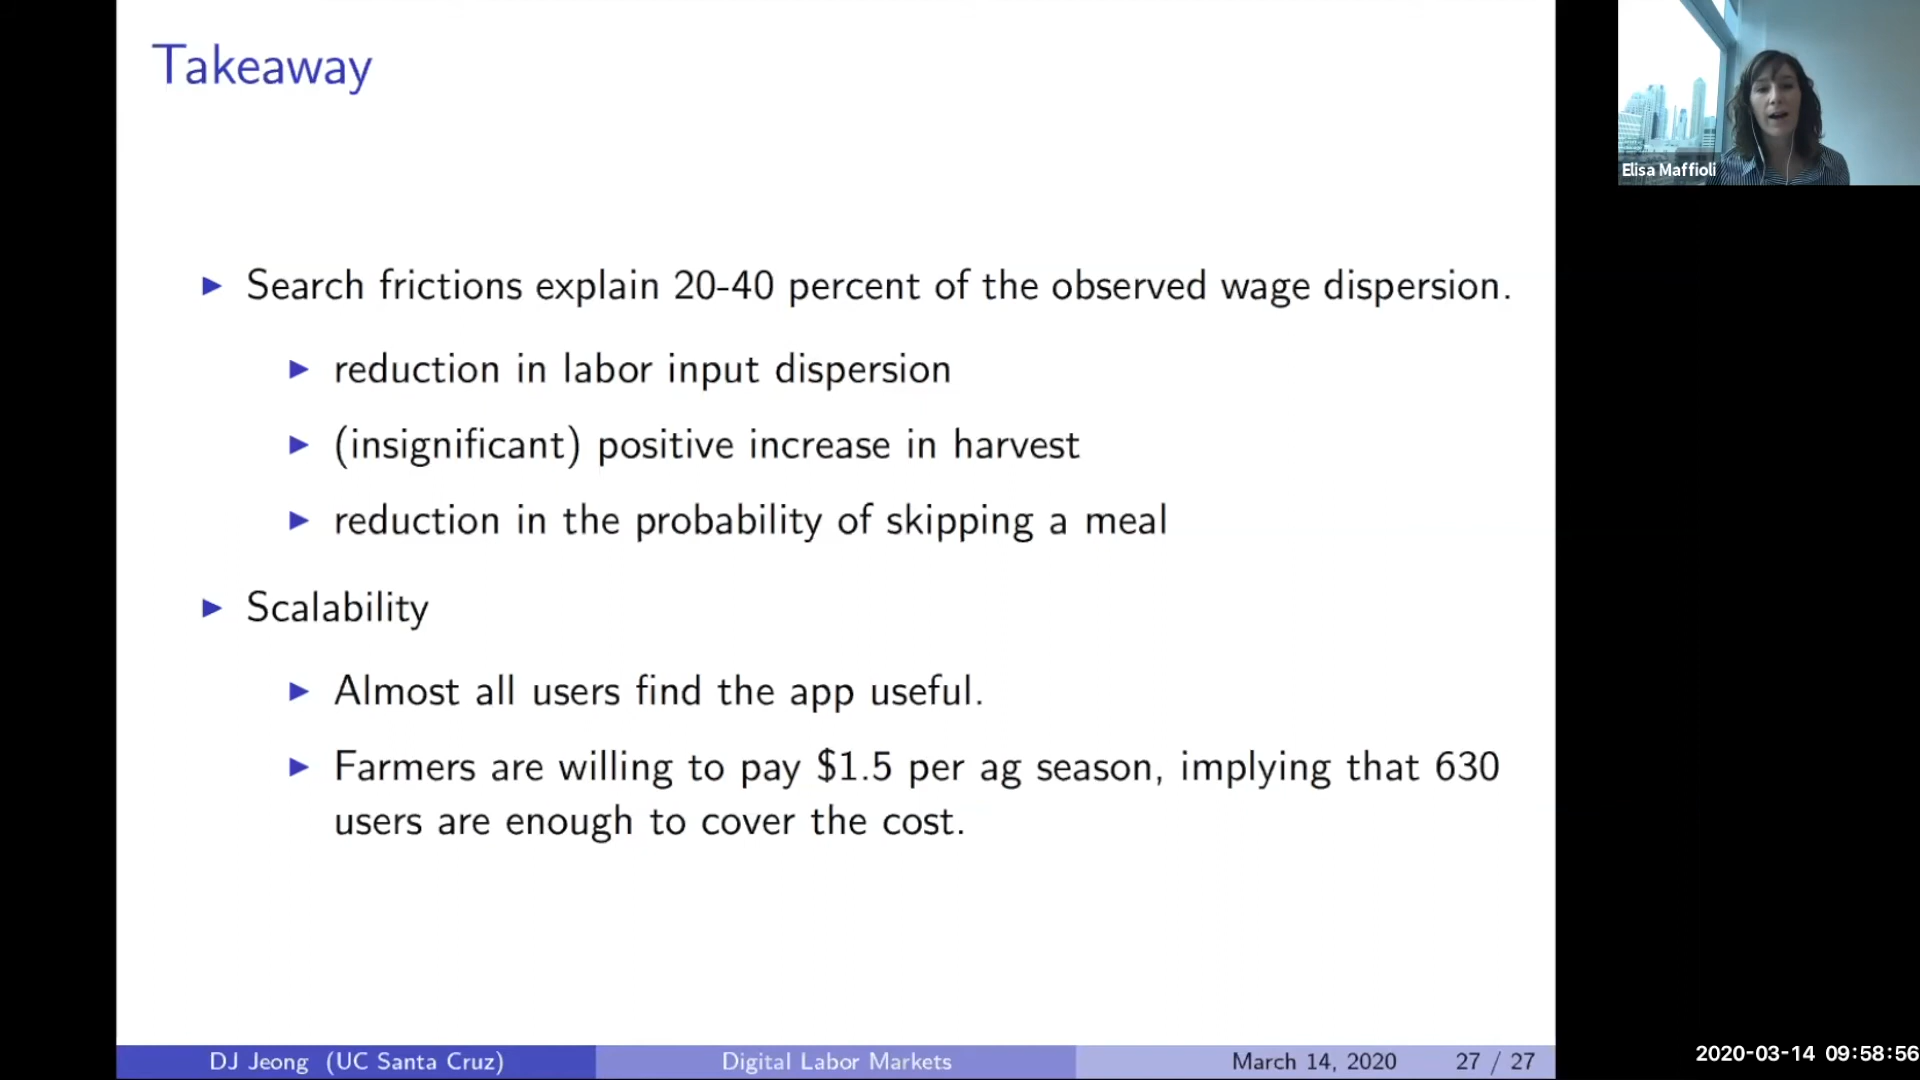 Takeaway
Search frictions explain 20-40 percent of the observed wage dispersion.
reduction in labor input dispersion
(insignificant) positive increase in harvest
reduction in the probability of skipping a meal
Scalability
Almost all users find the app useful.
Farmers are willing to pay $1.5 per ag season, implying that 630
users are enough to cover the cost.
DJ Jeong (UC Santa Cruz) Digital Labor Markets March 14, 2020 27 / 27
Elisa Maffioli
2020-03-14 09:58:56